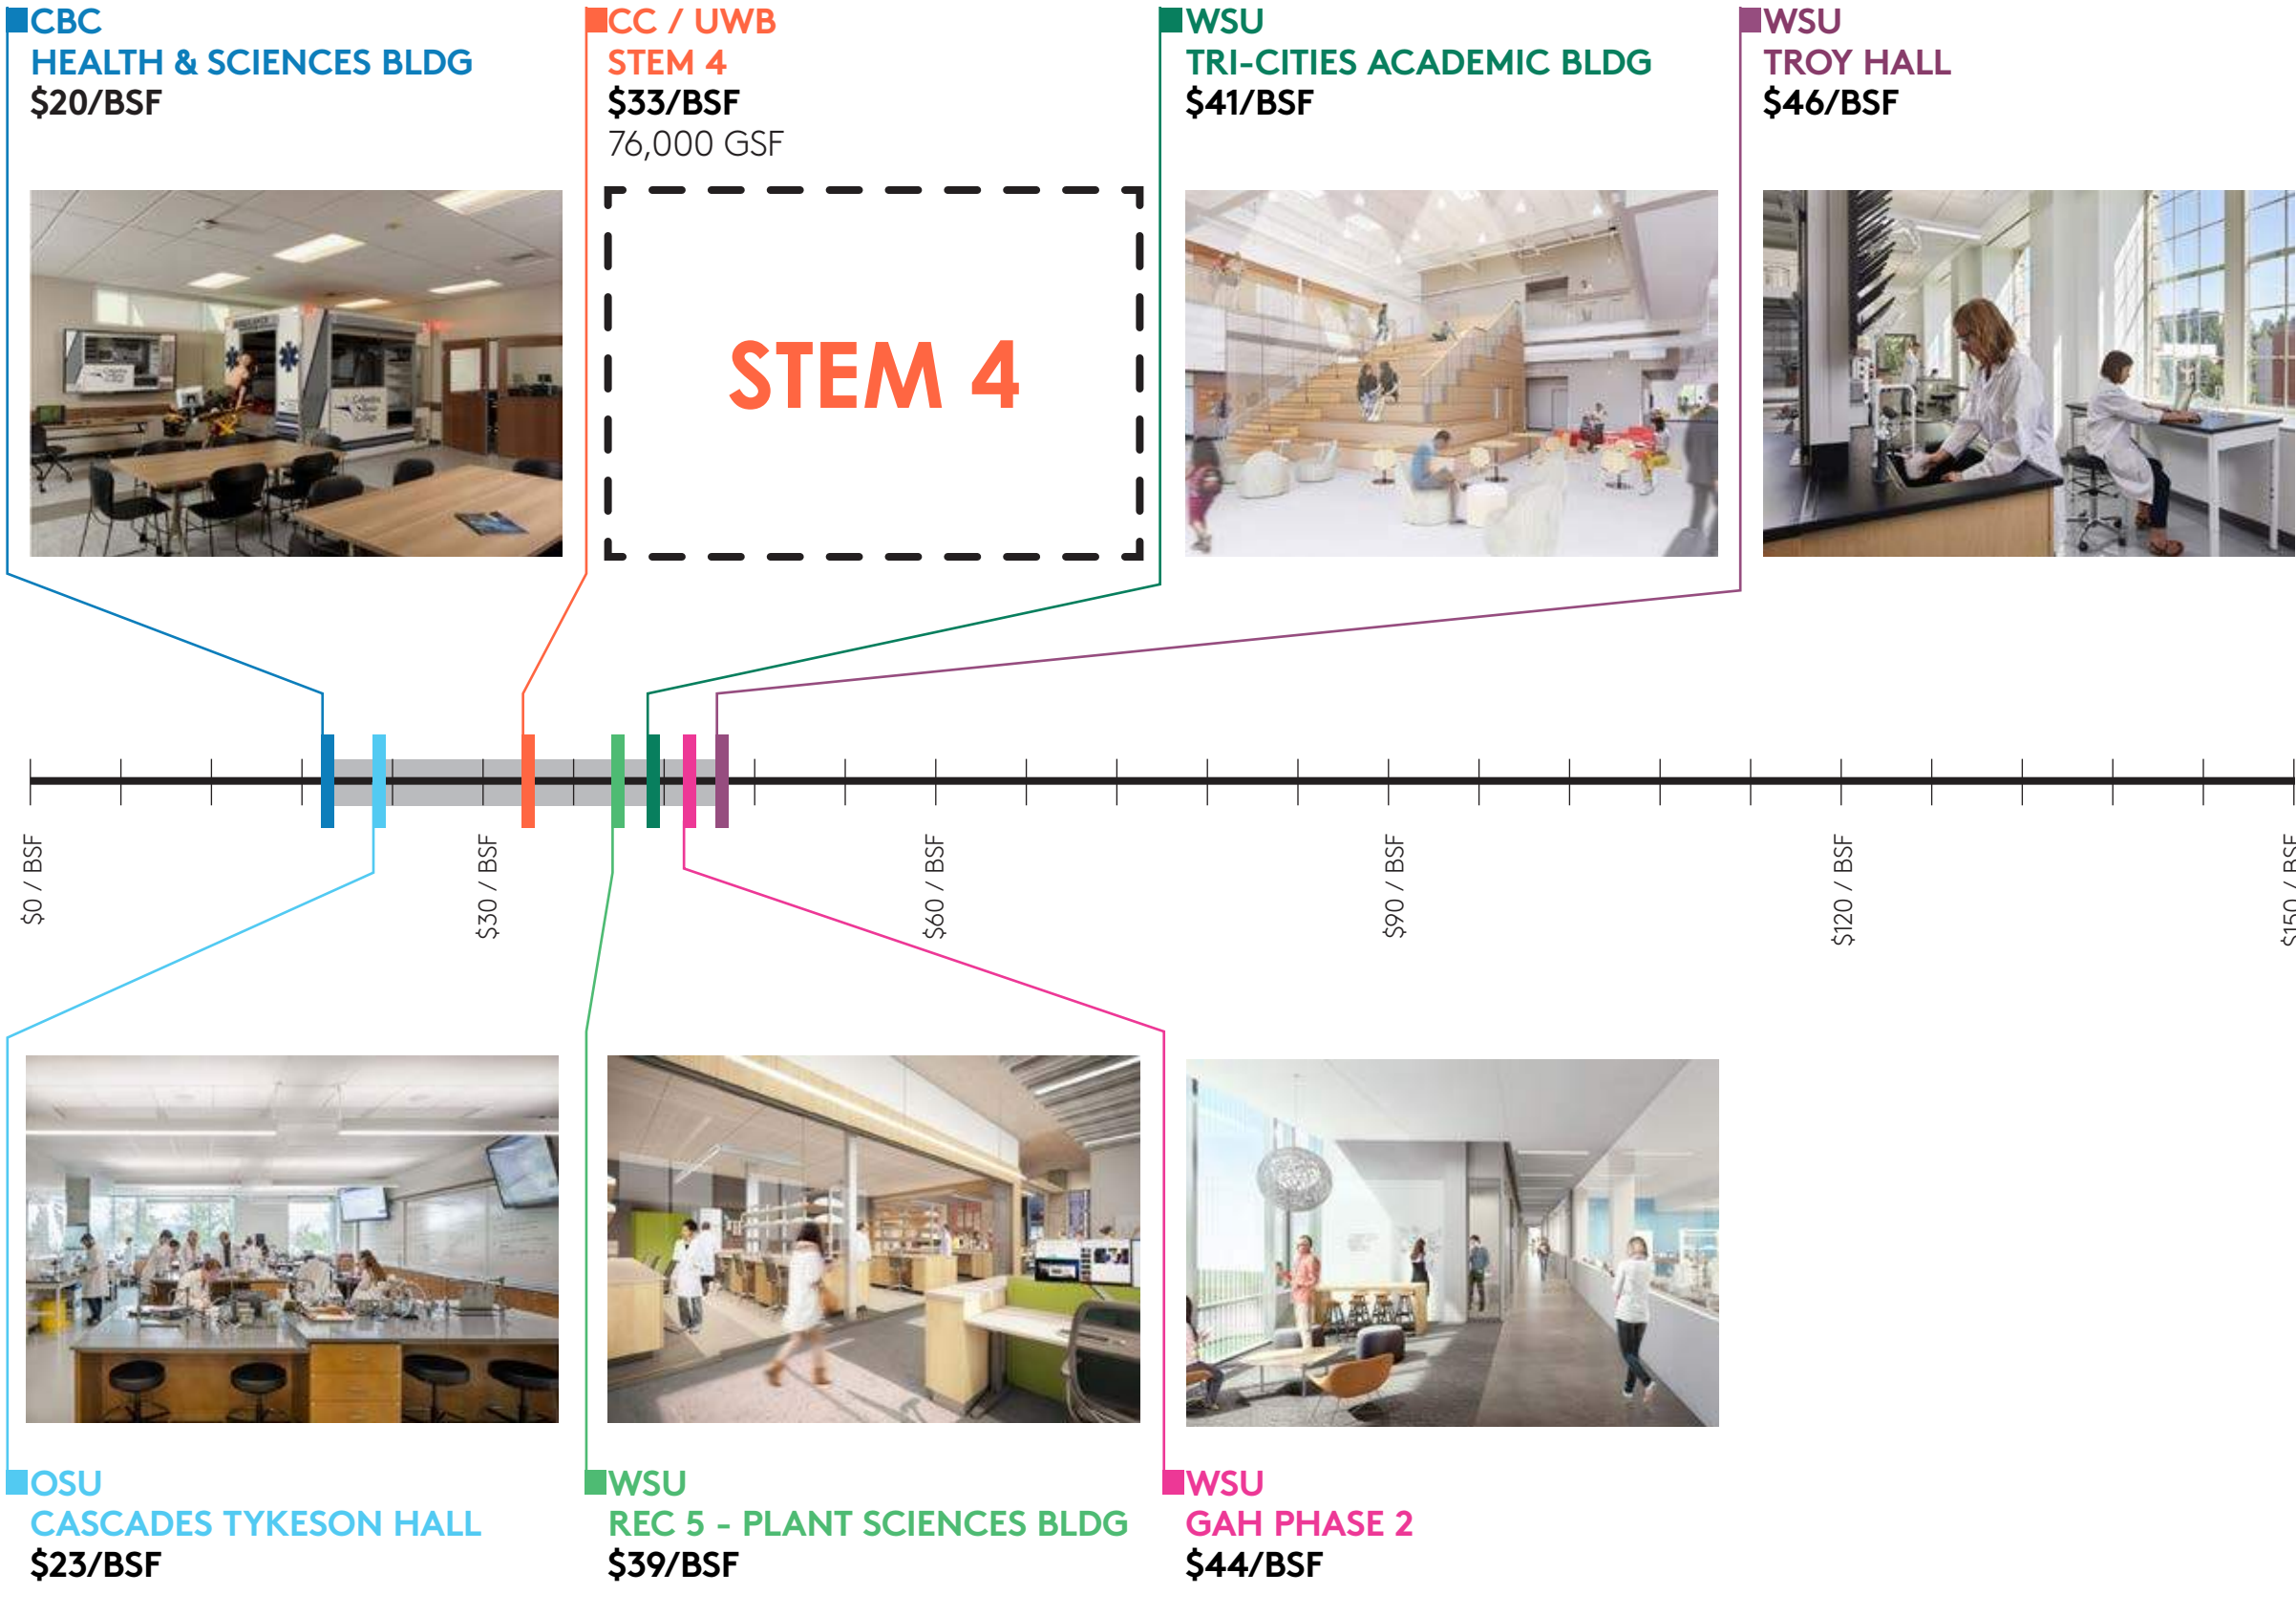 CBC
HEALTH & SCIENCES BLDG
$20/BSF
CC / UWB
STEM 4
$33/BSF
76,000 GSF
WSU
TRI-CITIES ACADEMIC BLDG
$41/BSF
WSU
TROY HALL
$46/BSF
STEM 4
$0 / BSF
$30 / BSF
$60 / BSF
$90 / BSF
$120 / BSF
$150 / BSF
OSU
CASCADES TYKESON HALL
$23/BSF
WSU
REC 5 - PLANT SCIENCES BLDG
$39/BSF
WSU
GAH PHASE 2
$44/BSF